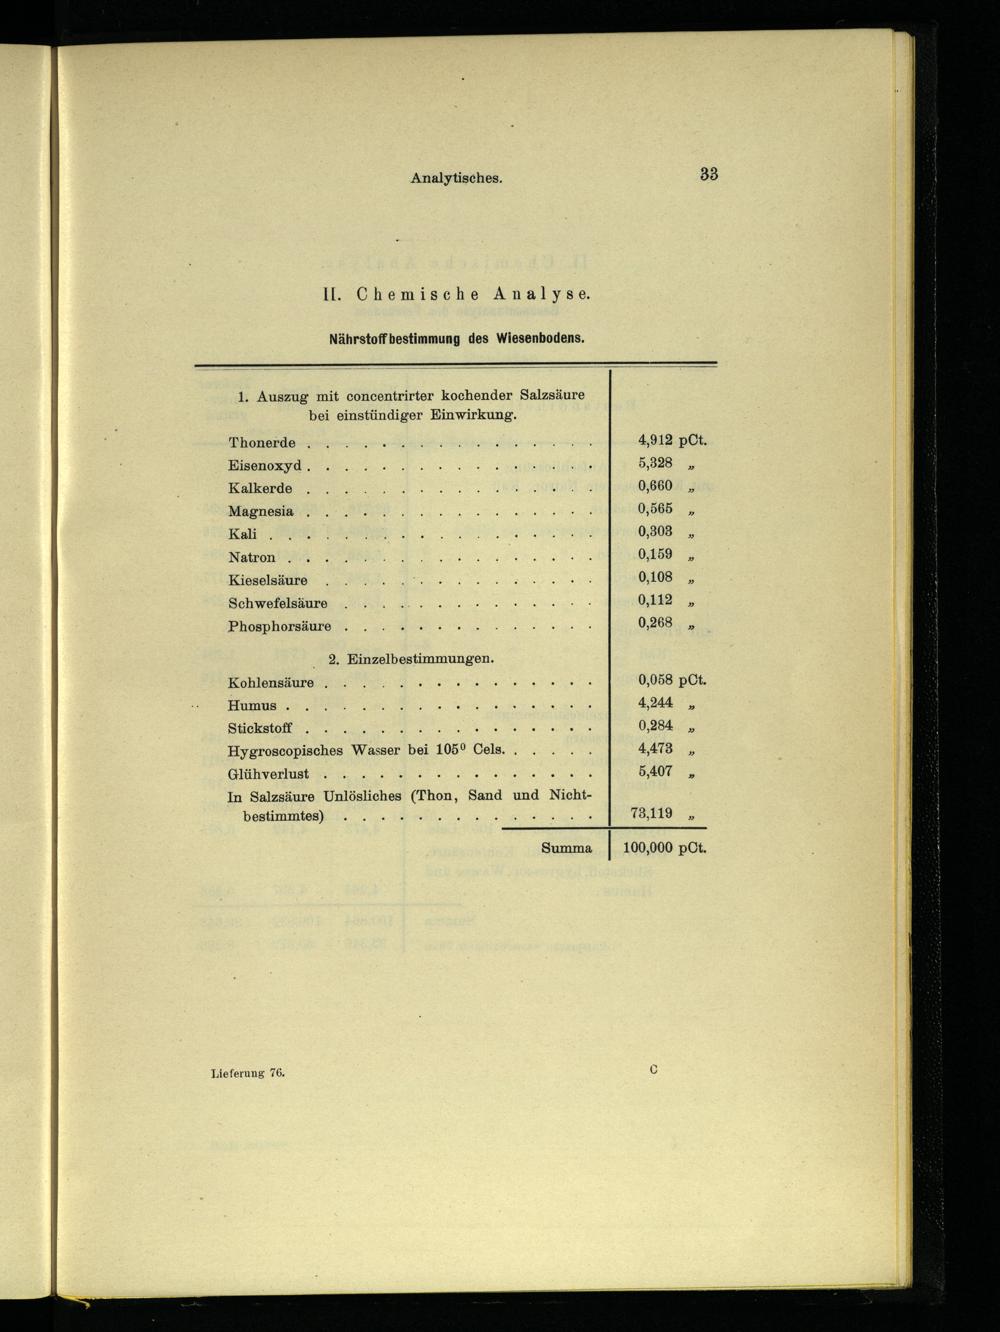 Analytisches. 33
II. Chemische Analyse.
Nährstoffbestimmung des Wiesenbodens.
1. Auszug mit concentrirter kochender Salzsäure
bei einstündiger Einwirkung.
Thonerde . . . . . . . . . . . . . . . . 4,912 pCt.
Eisenoxyd . . . . . . . . . . . . . . . . 5,328 „
Kalkerde . . . . . . . . . . . . . . . . 0,660 „
Magnesia . . . . . . . . . . . . . . . . 0,565 „
Kali . . . . . . . . . . . . . . . . . . 0,303 „
Natron . . . . . . . . . . . . . . . . . 0,159 „
Kieselsäure . . . . . . . . . . . . . . . 0,108 „
Schwefelsäure . . . . . . . . . . . . . . 0,112 „
Phosphorsäure . . . . . . . . . . . . . . 0,268 „
2. Einzelbestimmungen.
Kohlensäure . . . . . . . . . . . . . . . 0,058 pCt.
Humus . . . . . . . . . . . . . . . . . 4,244 „
Stickstoff . . . . . . . . . . . . . . . . 0,284 „
Hygroscopisches Wasser bei 105⁰ Cels. . . . . . 4,473 „
Glühverlust . . . . . . . . . . . . . . . 5,407 „
In Salzsäure Unlösliches (Thon, Sand und Nicht-
bestimmtes) . . . . . . . . . . . . . . 73,119 „
Summa 100,000 pCt.
Lieferung 76. C